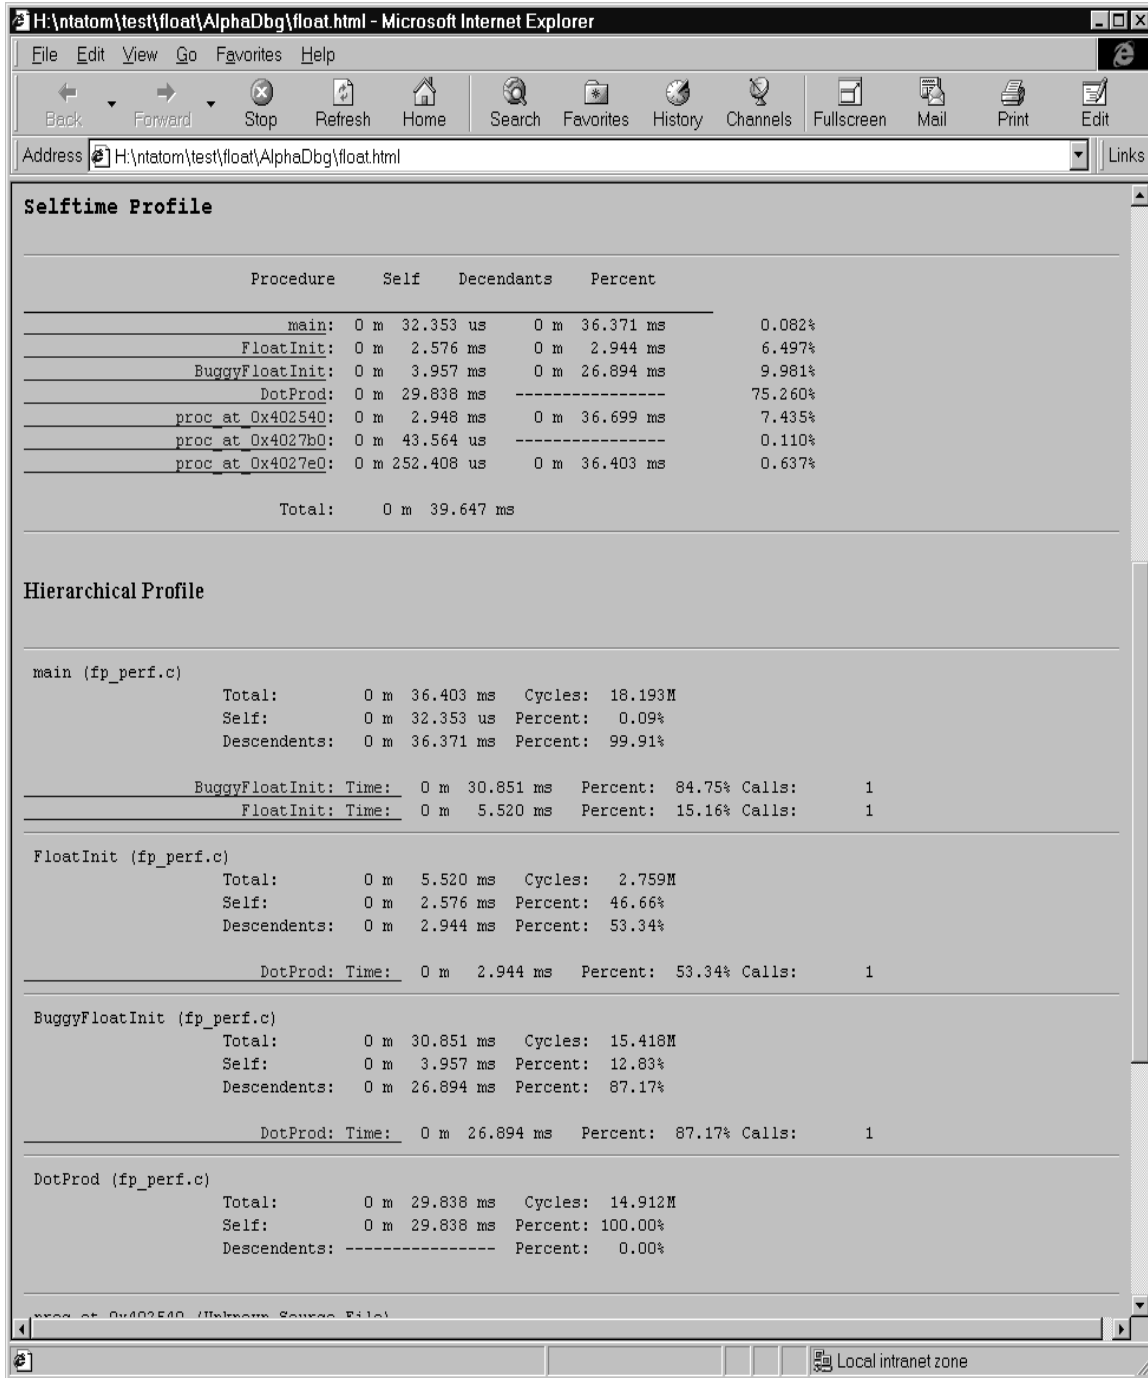 H:\ntatom\test\float\AlphaDbg\float.html - Microsoft Internet Explorer
File Edit View Go Favorites Help
Back Forward Stop Refresh Home Search Favorites History Channels Fullscreen Mail Print Edit
Address H:\ntatom\test\float\AlphaDbg\float.html Links
Selftime Profile
Procedure Self Decendants Percent
main: 0 m 32.353 us 0 m 36.371 ms 0.082%
FloatInit: 0 m 2.576 ms 0 m 2.944 ms 6.497%
BuggyFloatInit: 0 m 3.957 ms 0 m 26.894 ms 9.981%
DotProd: 0 m 29.838 ms ---------------- 75.260%
proc_at_0x402540: 0 m 2.948 ms 0 m 36.699 ms 7.435%
proc_at_0x4027b0: 0 m 43.564 us ---------------- 0.110%
proc_at_0x4027e0: 0 m 252.408 us 0 m 36.403 ms 0.637%
Total: 0 m 39.647 ms
Hierarchical Profile
main (fp_perf.c)
Total: 0 m 36.403 ms Cycles: 18.193M
Self: 0 m 32.353 us Percent: 0.09%
Descendents: 0 m 36.371 ms Percent: 99.91%
BuggyFloatInit: Time: 0 m 30.851 ms Percent: 84.75% Calls: 1
FloatInit: Time: 0 m 5.520 ms Percent: 15.16% Calls: 1
FloatInit (fp_perf.c)
Total: 0 m 5.520 ms Cycles: 2.759M
Self: 0 m 2.576 ms Percent: 46.66%
Descendents: 0 m 2.944 ms Percent: 53.34%
DotProd: Time: 0 m 2.944 ms Percent: 53.34% Calls: 1
BuggyFloatInit (fp_perf.c)
Total: 0 m 30.851 ms Cycles: 15.418M
Self: 0 m 3.957 ms Percent: 12.83%
Descendents: 0 m 26.894 ms Percent: 87.17%
DotProd: Time: 0 m 26.894 ms Percent: 87.17% Calls: 1
DotProd (fp_perf.c)
Total: 0 m 29.838 ms Cycles: 14.912M
Self: 0 m 29.838 ms Percent: 100.00%
Descendents: ---------------- Percent: 0.00%
proc_at_0x402540 (Unknown Source File)
Local intranet zone